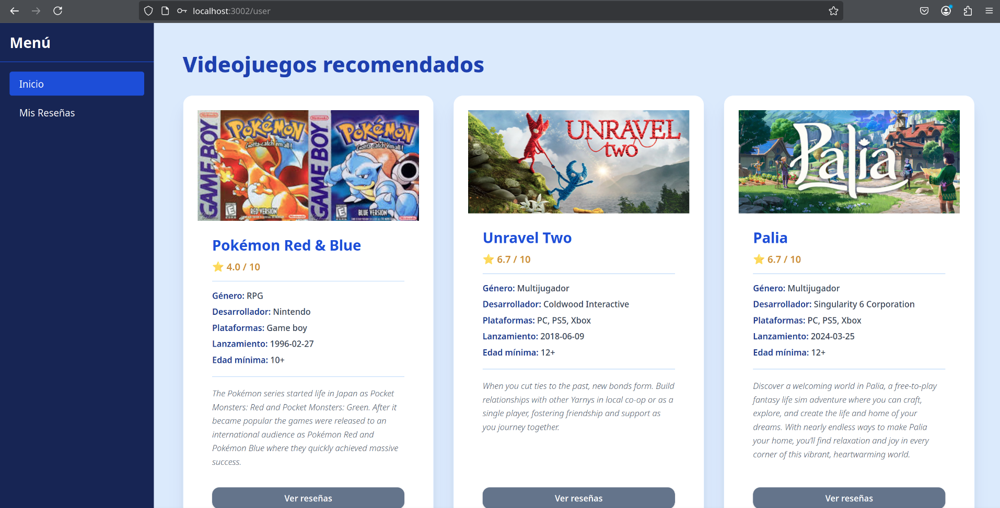 localhost:3002/user
Menú
Inicio
Mis Reseñas
Videojuegos recomendados
GAME BOY
Nintendo
Pokémon
Gotta catch 'em all!
RED VERSION
Nintendo
GAME BOY
Nintendo
Pokémon
Gotta catch 'em all!
BLUE VERSION
Nintendo
Pokémon Red & Blue
4.0 / 10
Género: RPG
Desarrollador: Nintendo
Plataformas: Game boy
Lanzamiento: 1996-02-27
Edad mínima: 10+
The Pokémon series started life in Japan as Pocket
Monsters: Red and Pocket Monsters: Green. After it
became popular the games were released to an
international audience as Pokémon Red and
Pokémon Blue where they quickly achieved massive
success.
Ver reseñas
UNRAVEL
two
Unravel Two
6.7 / 10
Género: Multijugador
Desarrollador: Coldwood Interactive
Plataformas: PC, PS5, Xbox
Lanzamiento: 2018-06-09
Edad mínima: 12+
When you cut ties to the past, new bonds form. Build
relationships with other Yarnys in local co-op or as a
single player, fostering friendship and support as
you journey together.
Ver reseñas
Palia
Palia
6.7 / 10
Género: Multijugador
Desarrollador: Singularity 6 Corporation
Plataformas: PC, PS5, Xbox
Lanzamiento: 2024-03-25
Edad mínima: 12+
Discover a welcoming world in Palia, a free-to-play
fantasy life sim adventure where you can craft,
explore, and create the life and home of your
dreams. With nearly endless ways to make Palia
your home, you'll find relaxation and joy in every
corner of this vibrant, heartwarming world.
Ver reseñas